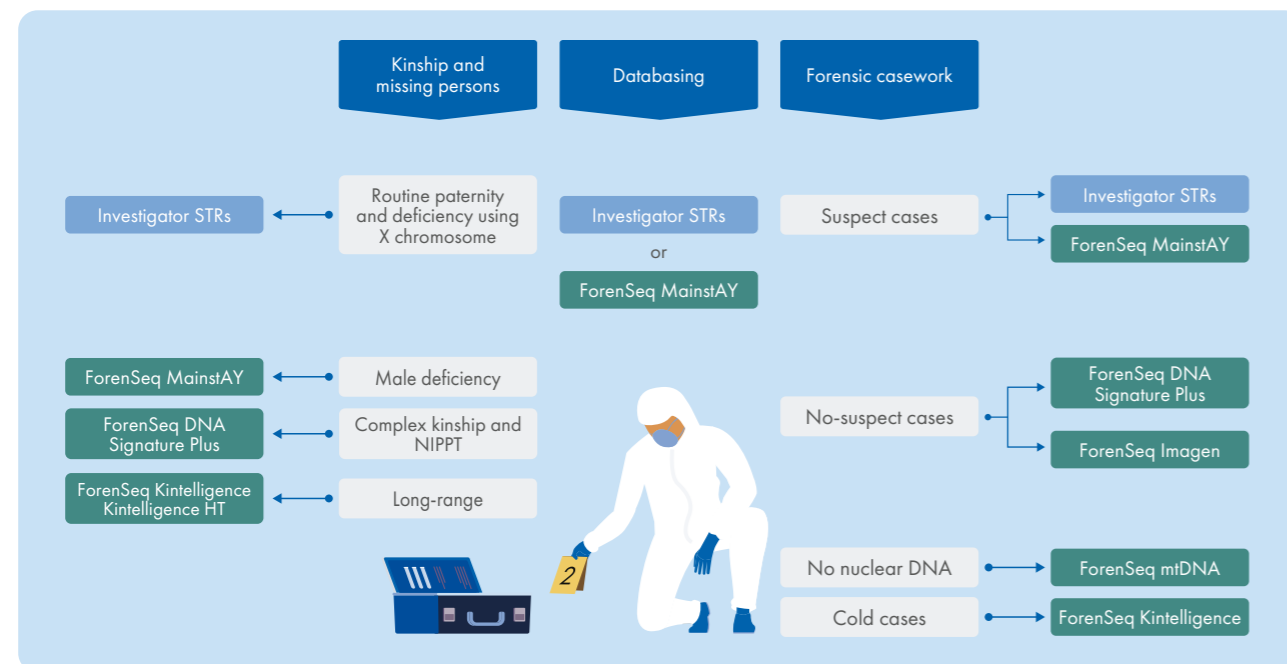 Kinship and
missing persons
Databasing
Forensic casework
Investigator STRs
Routine paternity
and deficiency using
X chromosome
Investigator STRs
or
ForenSeq MainstAY
Suspect cases
Investigator STRs
ForenSeq MainstAY
ForenSeq MainstAY
Male deficiency
ForenSeq DNA
Signature Plus
Complex kinship and
NIPPT
ForenSeq Kintelligence
Kintelligence HT
Long-range
No-suspect cases
ForenSeq DNA
Signature Plus
ForenSeq Imagen
2
No nuclear DNA
ForenSeq mtDNA
Cold cases
ForenSeq Kintelligence